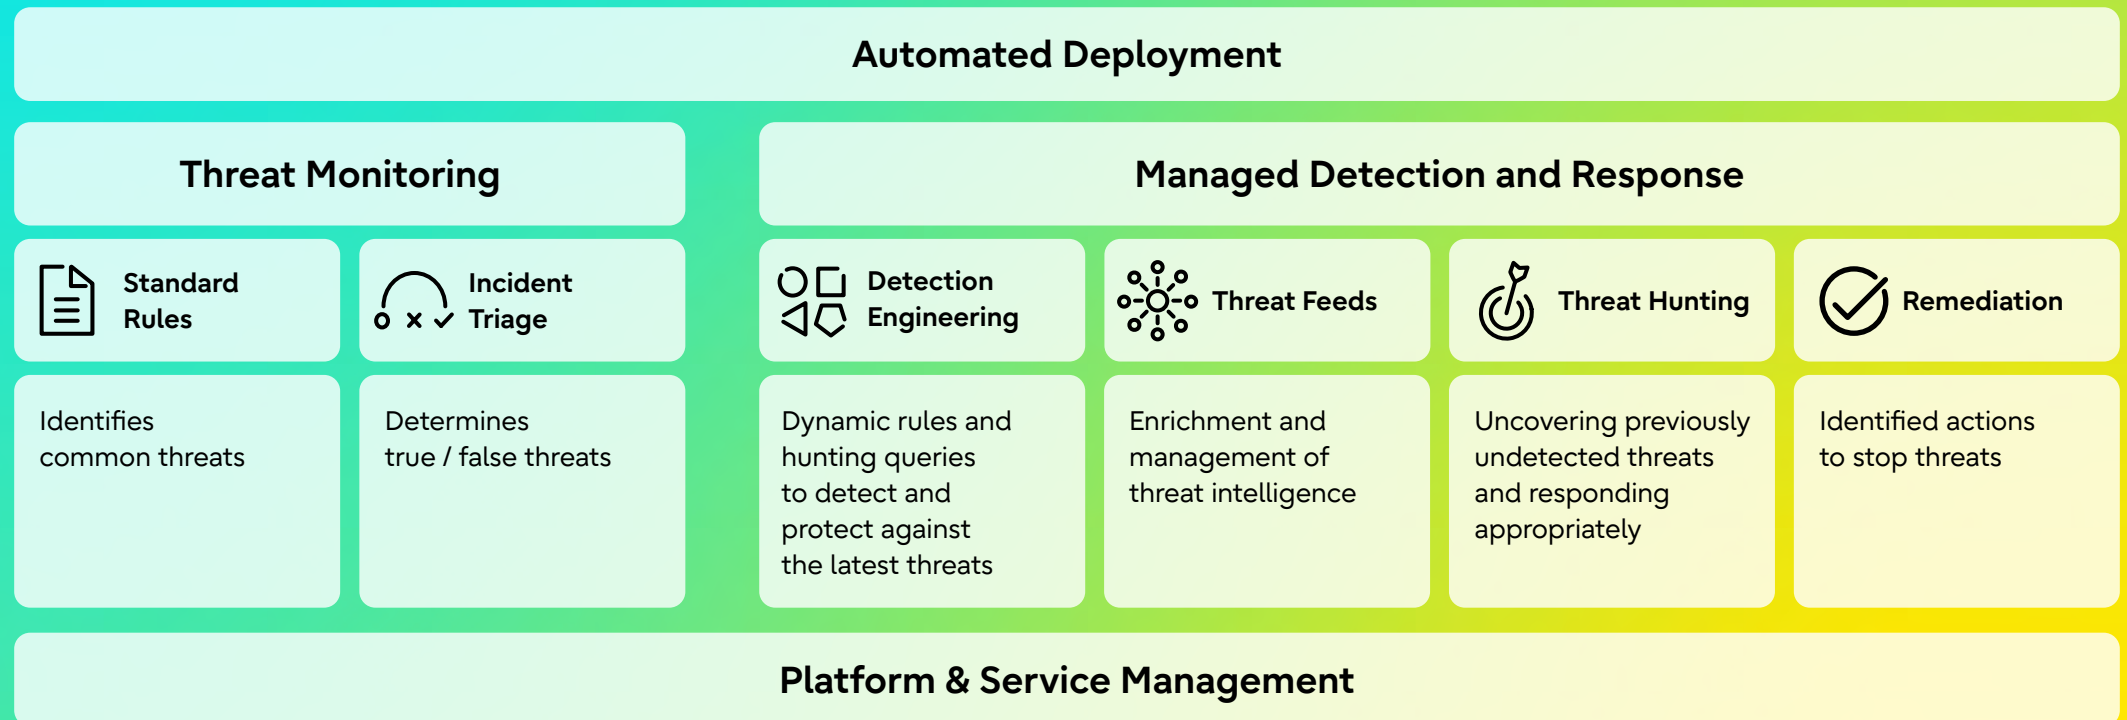 Automated Deployment
Threat Monitoring
Managed Detection and Response
Standard
Rules
Incident
Triage
Detection
Engineering
Threat Feeds
Threat Hunting
Remediation
Identifies
common threats
Determines
true / false threats
Dynamic rules and
hunting queries
to detect and
protect against
the latest threats
Enrichment and
management of
threat intelligence
Uncovering previously
undetected threats
and responding
appropriately
Identified actions
to stop threats
Platform & Service Management